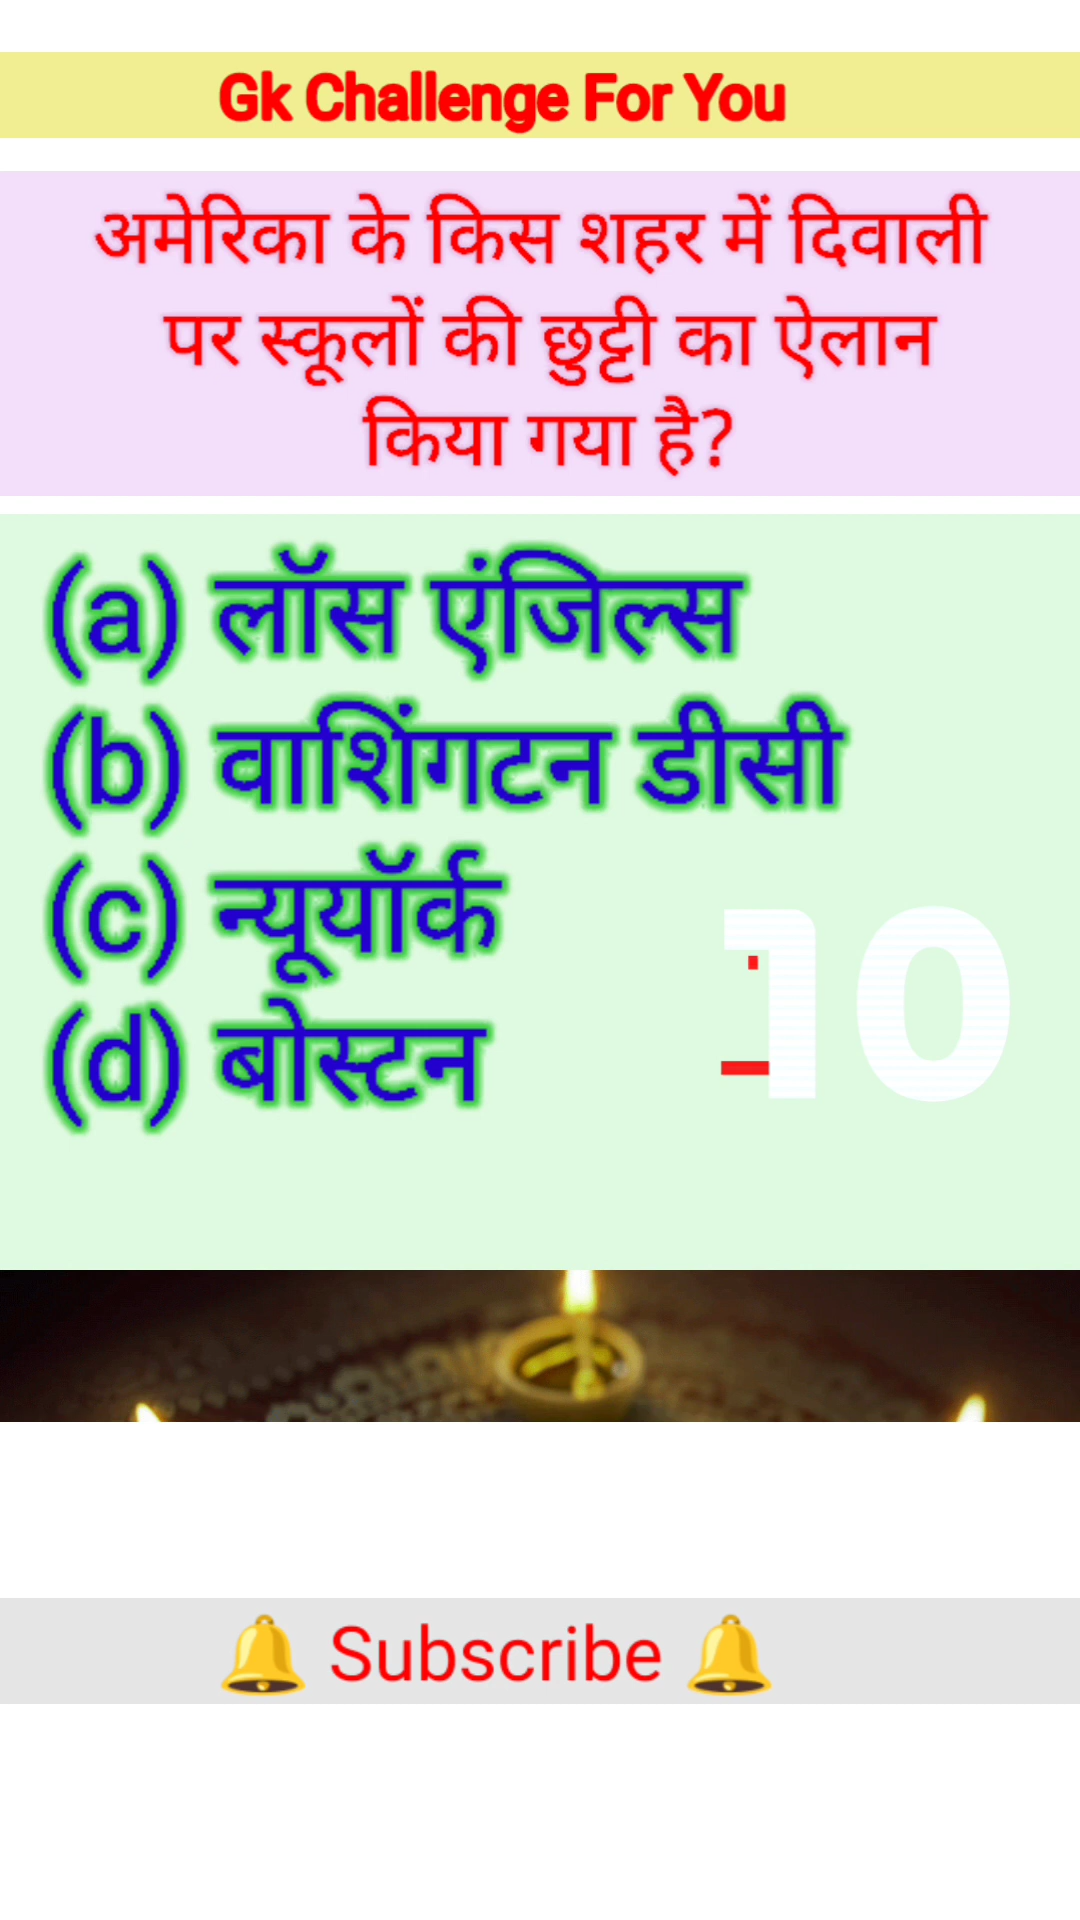 Gk Challenge For You
अमेरिका के किस शहर में दिवाली
पर स्कूलों की छुट्टी का ऐलान
किया गया है?
(a) लॉस एंजिल्स
(b) वाशिंगटन डीसी
(c) न्यूयॉर्क
(d) बोस्टन
10
🔔 Subscribe 🔔